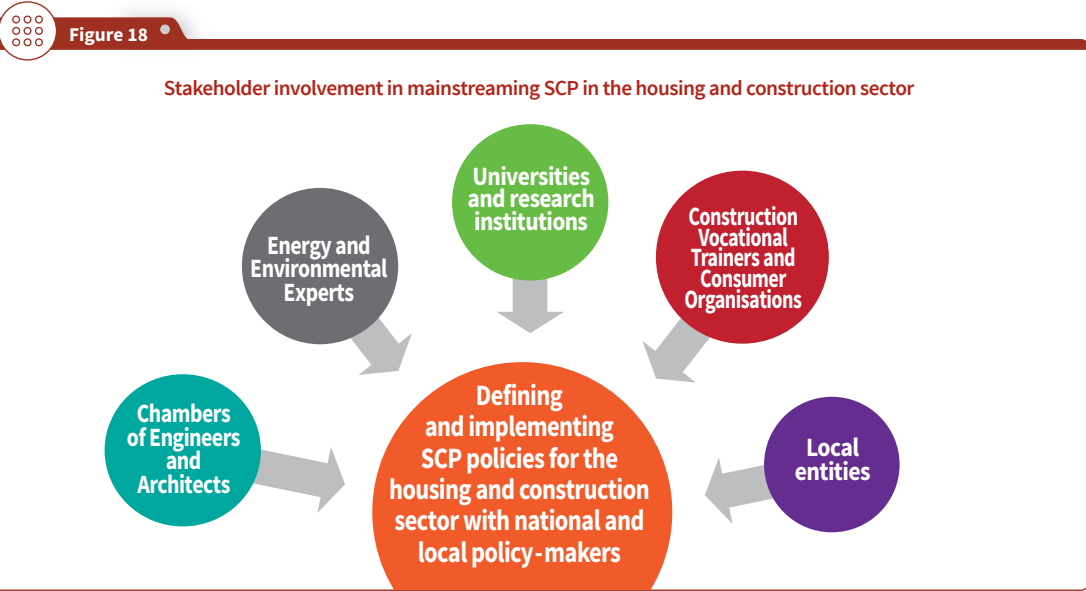 Figure 18
Stakeholder involvement in mainstreaming SCP in the housing and construction sector
Universities
and research
institutions
Energy and
Environmental
Experts
Construction
Vocational
Trainers and
Consumer
Organisations
Chambers
of Engineers
and
Architects
Defining
and implementing
SCP policies for the
housing and construction
sector with national and
local policy-makers
Local
entities